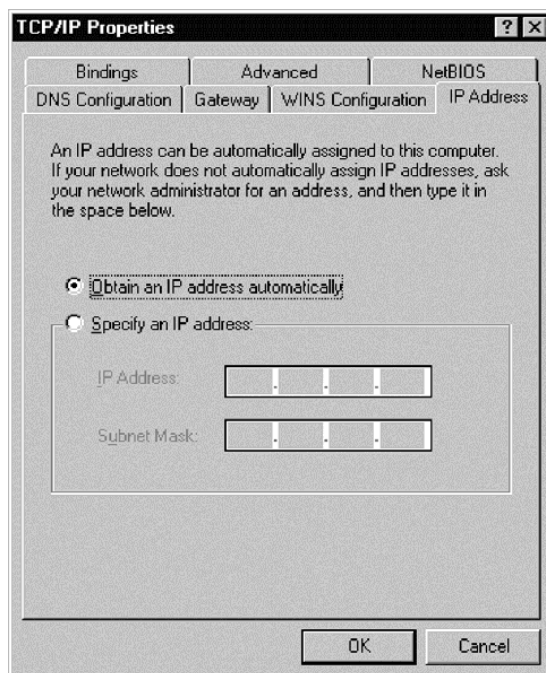 TCP/IP Properties
Bindings
Advanced
NetBIOS
DNS Configuration
Gateway
WINS Configuration
IP Address
An IP address can be automatically assigned to this computer.
If your network does not automatically assign IP addresses, ask
your network administrator for an address, and then type it in
the space below.
Obtain an IP address automatically
Specify an IP address:
IP Address:
. . .
Subnet Mask:
. . .
OK
Cancel